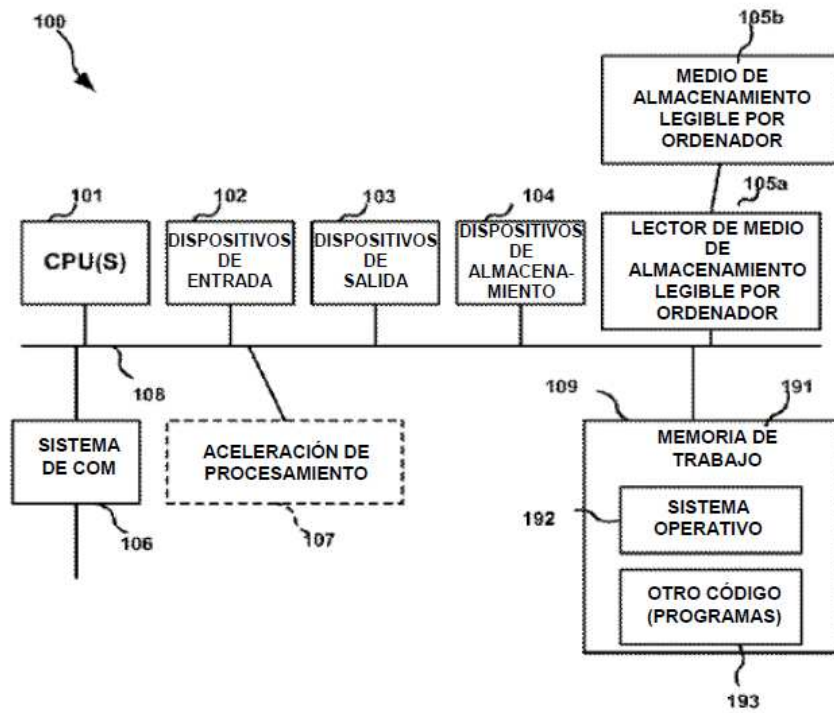 100
105b
MEDIO DE
ALMACENAMIENTO
LEGIBLE POR
ORDENADOR
101
102
103
104
105a
CPU(S)
DISPOSITIVOS
DE
ENTRADA
DISPOSITIVOS
DE
SALIDA
DISPOSITIVOS
DE
ALMACENA-
MIENTO
LECTOR DE MEDIO
DE
ALMACENAMIENTO
LEGIBLE POR
ORDENADOR
108
109
191
SISTEMA
DE COM
106
ACELERACIÓN DE
PROCESAMIENTO
107
MEMORIA DE
TRABAJO
192
SISTEMA
OPERATIVO
OTRO CÓDIGO
(PROGRAMAS)
193